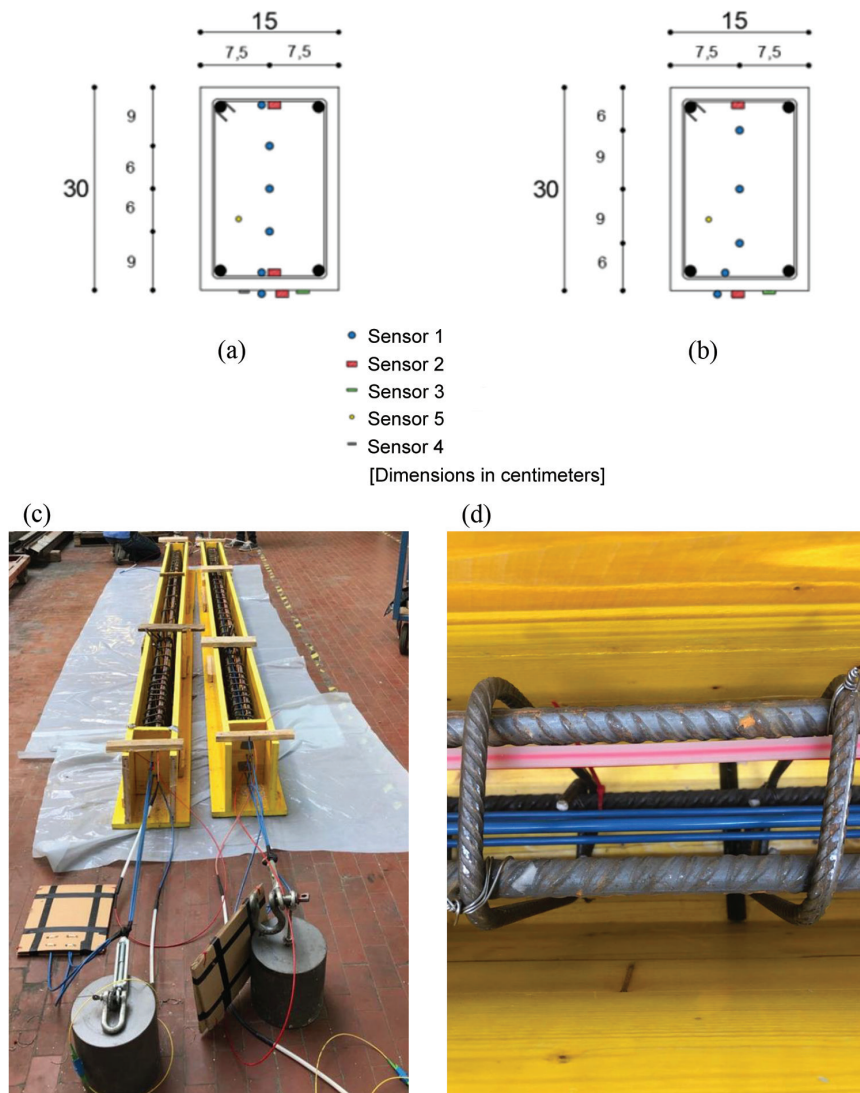 15
7,5 7,5
9
6
30
6
9
15
7,5 7,5
6
9
30
9
6
(a)
(b)
Sensor 1
Sensor 2
Sensor 3
Sensor 5
Sensor 4
[Dimensions in centimeters]
(c)
(d)